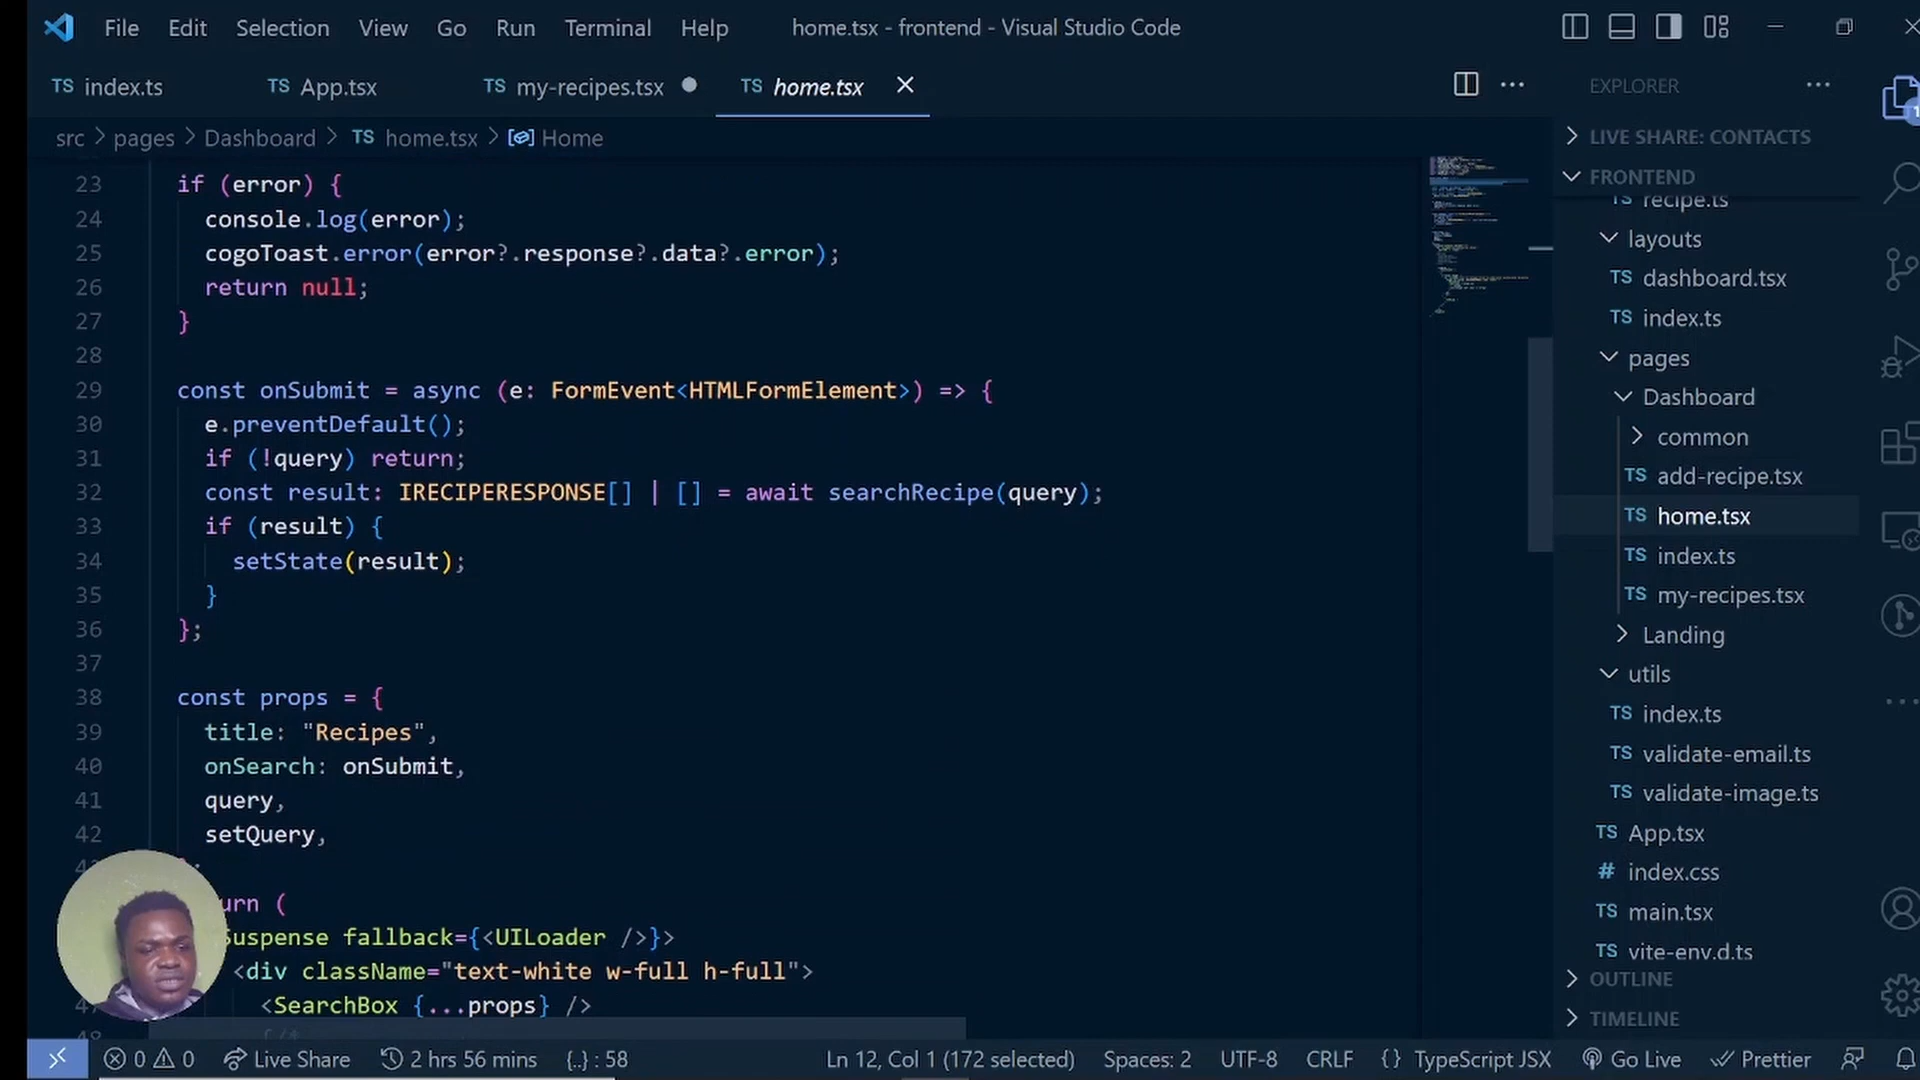 File Edit Selection View Go Run Terminal Help home.tsx - frontend - Visual Studio Code
TS index.ts TS App.tsx TS my-recipes.tsx TS home.tsx
src > pages > Dashboard > TS home.tsx > Home
23 if (error) {
24 console.log(error);
25 cogoToast.error(error?.response?.data?.error);
26 return null;
27 }
28
29 const onSubmit = async (e: FormEvent<HTMLFormElement>) => {
30 e.preventDefault();
31 if (!query) return;
32 const result: IRECIPERESPONSE[] | [] = await searchRecipe(query);
33 if (result) {
34 setState(result);
35 }
36 };
37
38 const props = {
39 title: "Recipes",
40 onSearch: onSubmit,
41 query,
42 setQuery,
urn (
Suspense fallback={<UILoader />}>
<div className="text-white w-full h-full">
<SearchBox {...props} />
EXPLORER
LIVE SHARE: CONTACTS
FRONTEND
TS recipe.ts
layouts
TS dashboard.tsx
TS index.ts
pages
Dashboard
common
TS add-recipe.tsx
TS home.tsx
TS index.ts
TS my-recipes.tsx
Landing
utils
TS index.ts
TS validate-email.ts
TS validate-image.ts
TS App.tsx
# index.css
TS main.tsx
TS vite-env.d.ts
OUTLINE
TIMELINE
0 0 Live Share 2 hrs 56 mins {..} : 58 Ln 12, Col 1 (172 selected) Spaces: 2 UTF-8 CRLF {} TypeScript JSX Go Live Prettier